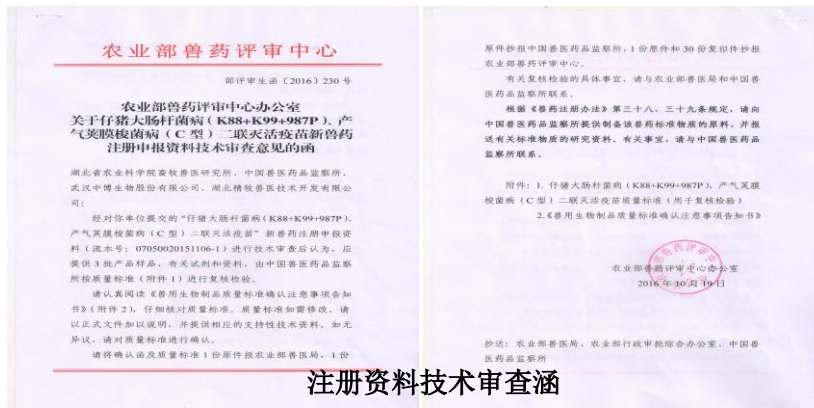 农业部兽药评审中心
部评审生函〔2016〕230号
农业部兽药评审中心办公室
关于仔猪大肠杆菌病(K88+K99+987P)、产
气荚膜梭菌病(C型)二联灭活疫苗新兽药
注册申报资料技术审查意见的函
湖北省农业科学院畜牧兽医研究所、中国兽医药品监察所、
武汉中博生物股份有限公司、湖北精牧兽医技术开发有限公
司:
经对你单位提交的“仔猪大肠杆菌病(K88+K99+987P)、
产气荚膜梭菌病(C型)二联灭活疫苗”新兽药注册申报资
料(流水号:07050020151106-1)进行技术审查后认为,应
提供3批产品样品、有关试剂和资料,由中国兽医药品监察
所按质量标准(附件1)进行复核检验。
请认真阅读《兽用生物制品质量标准确认注意事项告知
书》(附件2),仔细核对质量标准。质量标准如需修改,请
以正式文件加以说明,并提供相应的支持性技术资料。如无
异议,请对质量标准进行确认。
请将确认函及质量标准1份原件报农业部兽医局、1份
原件抄报中国兽医药品监察所,1份原件和30份复印件抄报
农业部兽药评审中心。
有关复核检验的具体事宜,请与农业部兽医局和中国兽
医药品监察所联系。
根据《兽药注册办法》第三十八、三十九条规定,请向
中国兽医药品监察所提供制备该兽药标准物质的原料,并报
送有关标准物质的研究资料。有关事宜,请与中国兽医药品
监察所联系。
附件:1.仔猪大肠杆菌病(K88+K99+987P)、产气荚膜
梭菌病(C型)二联灭活疫苗质量标准(用于复核检验)
2.《兽用生物制品质量标准确认注意事项告知书》
农业部兽药评审中心办公室
2016年10月19日
抄送:农业部兽医局、农业部行政审批综合办公室、中国兽
医药品监察所
注册资料技术审查涵